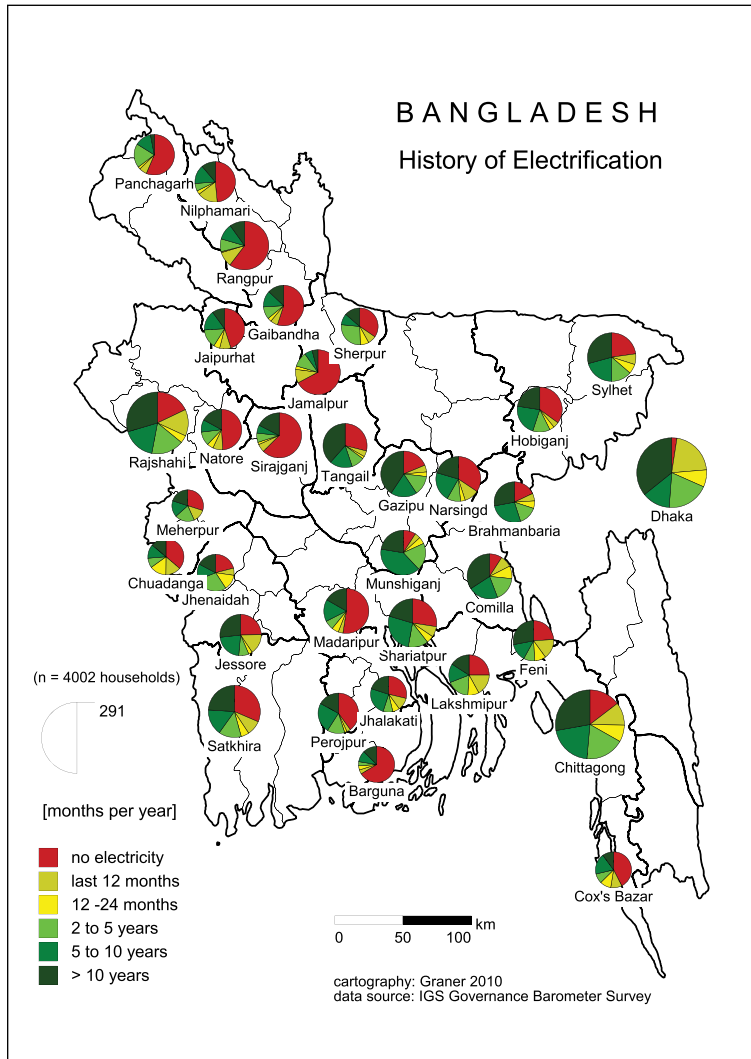 BANGLADESH
History of Electrification
Panchagarh
Nilphamari
Rangpur
Gaibandha
Jaipurhat
Sherpur
Jamalpur
Sylhet
Hobiganj
Rajshahi
Natore
Sirajganj
Tangail
Gazipu
Narsingd
Brahmanbaria
Dhaka
Meherpur
Chuadanga
Jhenaidah
Munshiganj
Comilla
Madaripur
Shariatpur
Feni
Jessore
Lakshmipur
Jhalakati
Satkhira
Perojpur
Barguna
Chittagong
Cox's Bazar
(n = 4002 households)
291
[months per year]
no electricity
last 12 months
12 -24 months
2 to 5 years
5 to 10 years
> 10 years
0 50 100 km
cartography: Graner 2010
data source: IGS Governance Barometer Survey